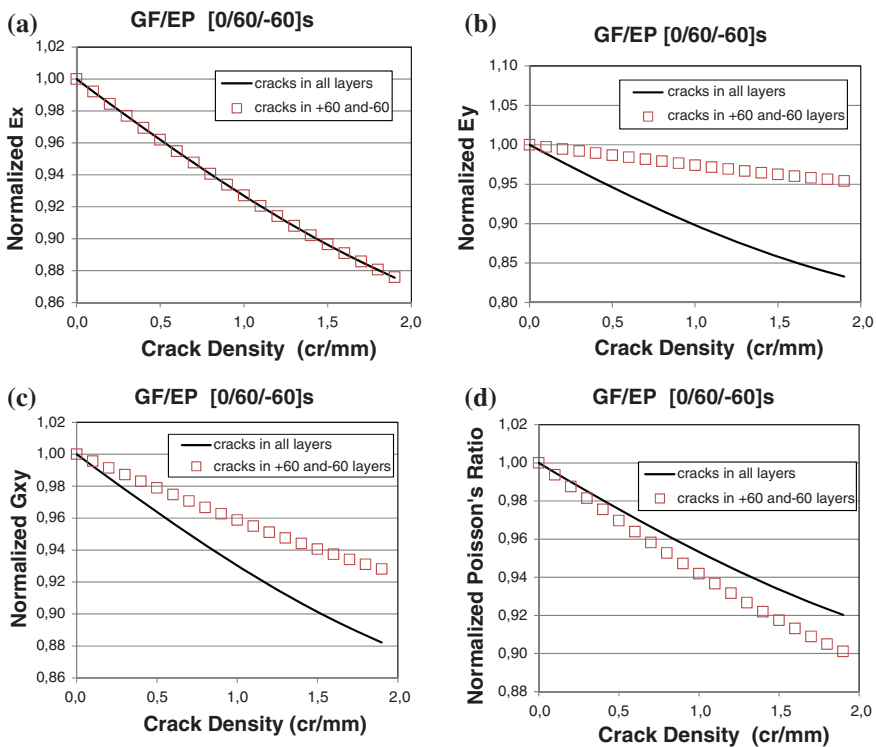 (a)
GF/EP [0/60/-60]s
Normalized Ex
1,02
1,00
0,98
0,96
0,94
0,92
0,90
0,88
0,86
cracks in all layers
cracks in +60 and-60
0,0 0,5 1,0 1,5 2,0
Crack Density (cr/mm)
(b)
GF/EP [0/60/-60]s
Normalized Ey
1,10
1,05
1,00
0,95
0,90
0,85
0,80
cracks in all layers
cracks in +60 and-60 layers
0,0 0,5 1,0 1,5 2,0
Crack Density (cr/mm)
(c)
GF/EP [0/60/-60]s
Normalized Gxy
1,02
1,00
0,98
0,96
0,94
0,92
0,90
0,88
0,86
cracks in all layers
cracks in +60 and-60 layers
0,0 0,5 1,0 1,5 2,0
Crack Density (cr/mm)
(d)
GF/EP [0/60/-60]s
Normalized Poisson's Ratio
1,02
1,00
0,98
0,96
0,94
0,92
0,90
0,88
cracks in all layers
cracks in +60 and-60 layers
0,0 0,5 1,0 1,5 2,0
Crack Density (cr/mm)